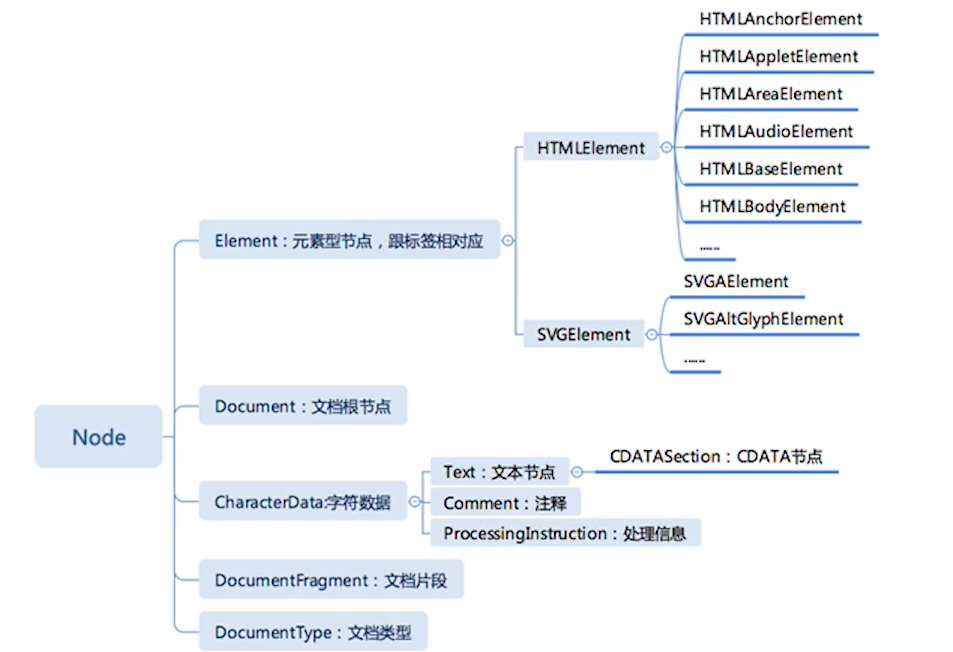 Node
Element：元素型节点，跟标签相对应
HTMLElement
HTMLAnchorElement
HTMLAppletElement
HTMLAreaElement
HTMLAudioElement
HTMLBaseElement
HTMLBodyElement
......
SVGElement
SVGAElement
SVGAltGlyphElement
......
Document：文档根节点
CharacterData:字符数据
Text：文本节点
CDATASection：CDATA节点
Comment：注释
ProcessingInstruction：处理信息
DocumentFragment：文档片段
DocumentType：文档类型